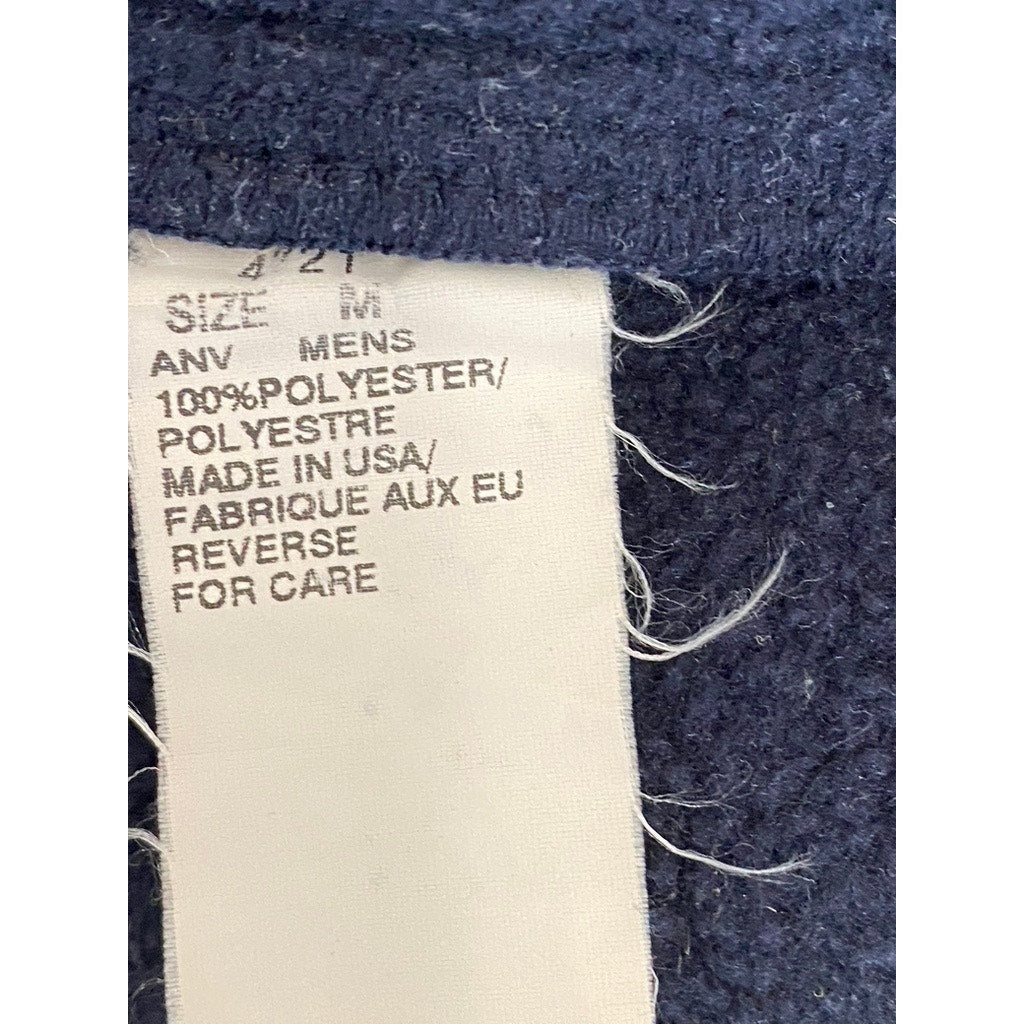 SIZE M
ANV MENS
100%POLYESTER/
POLYESTRE
MADE IN USA/
FABRIQUE AUX EU
REVERSE
FOR CARE